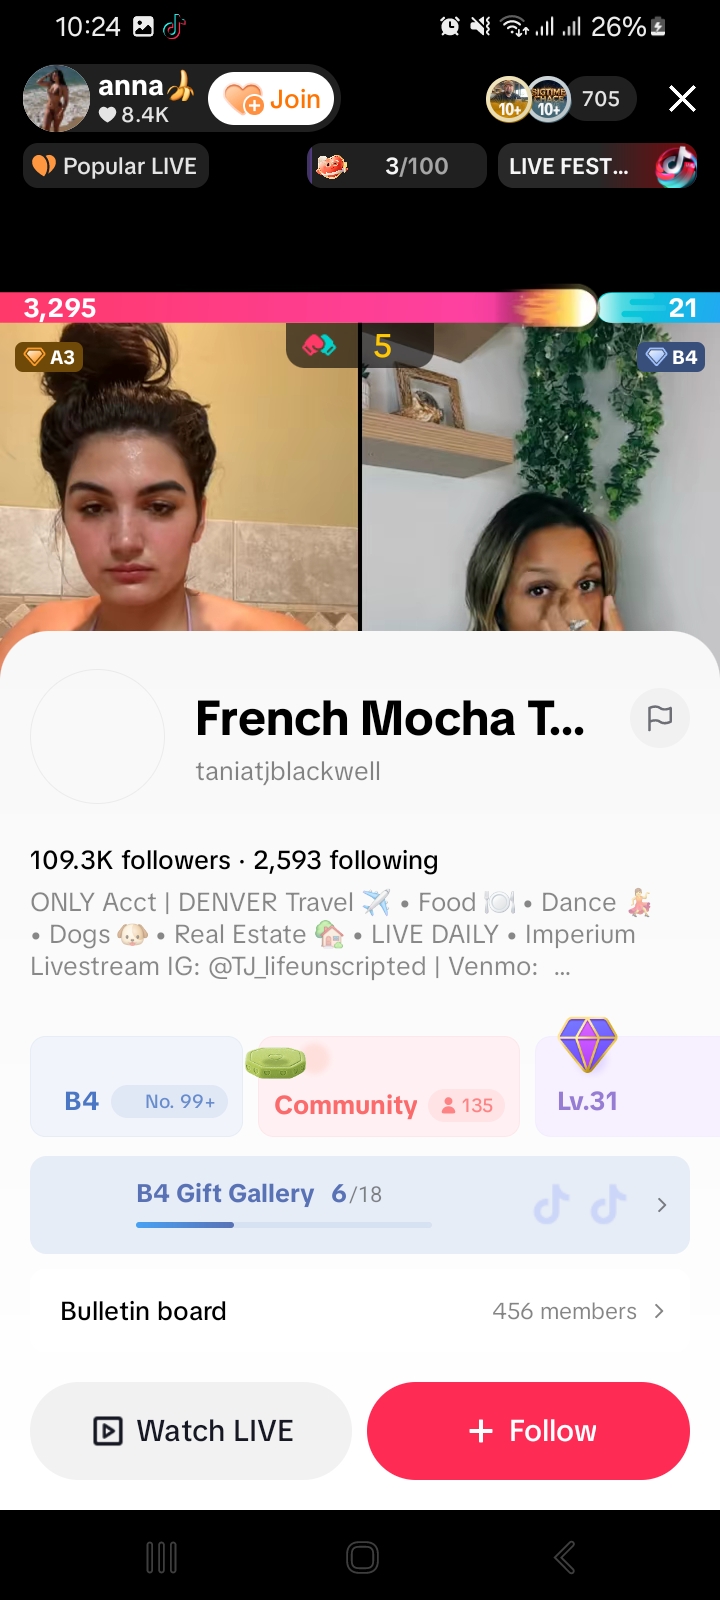 10:24
26%
anna🍌
8.4K
Join
10+
10+
705
Popular LIVE
3/100
LIVE FEST...
3,295
21
A3
5
B4
French Mocha T...
taniatjblackwell
109.3K followers · 2,593 following
ONLY Acct | DENVER Travel ✈️ • Food 🍽️ • Dance 💃
• Dogs 🐶 • Real Estate 🏡 • LIVE DAILY • Imperium
Livestream IG: @TJ_lifeunscripted | Venmo: ...
B4 No. 99+
Community 135
Lv.31
B4 Gift Gallery 6/18
Bulletin board
456 members
Watch LIVE
Follow